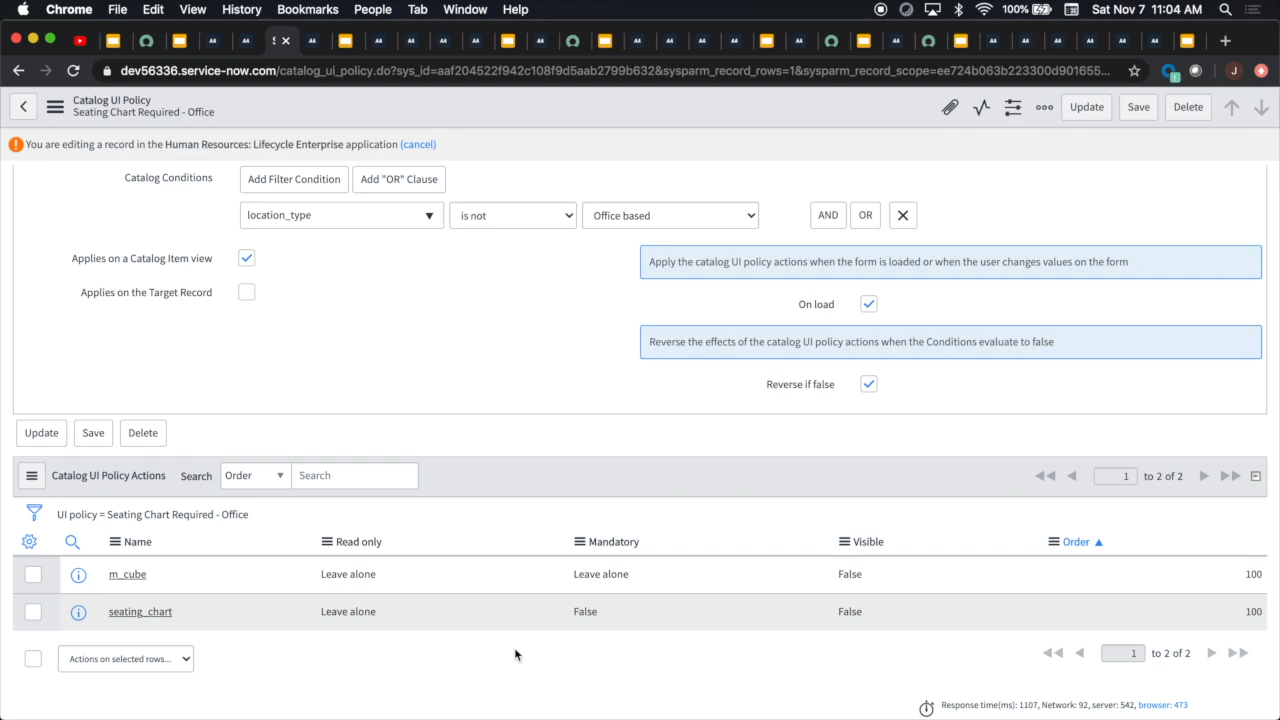 Chrome File Edit View History Bookmarks People Tab Window Help 100% Sat Nov 7 11:04 AM
dev56336.service-now.com/catalog_ui_policy.do?sys_id=aaf204522f942c108f9d5aab2799b632&sysparm_record_rows=1&sysparm_record_scope=ee724b063b223300d901655... J
Catalog UI Policy
Seating Chart Required - Office
Update Save Delete
You are editing a record in the Human Resources: Lifecycle Enterprise application (cancel)
Catalog Conditions Add Filter Condition Add "OR" Clause
location_type is not Office based AND OR
Applies on a Catalog Item view
Apply the catalog UI policy actions when the form is loaded or when the user changes values on the form
Applies on the Target Record
On load
Reverse the effects of the catalog UI policy actions when the Conditions evaluate to false
Reverse if false
Update Save Delete
Catalog UI Policy Actions Search Order Search 1 to 2 of 2
UI policy = Seating Chart Required - Office
Name Read only Mandatory Visible Order
m_cube Leave alone Leave alone False 100
seating_chart Leave alone False False 100
Actions on selected rows... 1 to 2 of 2
Response time(ms): 1107, Network: 92, server: 542, browser: 473